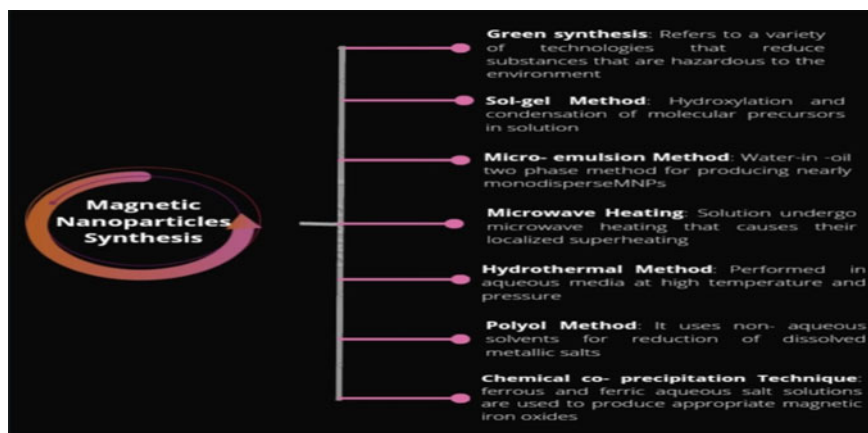 Magnetic
Nanoparticles
Synthesis
Green synthesis: Refers to a variety
of technologies that reduce
substances that are hazardous to the
environment
Sol-gel Method: Hydroxylation and
condensation of molecular precursors
in solution
Micro- emulsion Method: Water-in -oil
two phase method for producing nearly
monodisperseMNPs
Microwave Heating: Solution undergo
microwave heating that causes their
localized superheating
Hydrothermal Method: Performed in
aqueous media at high temperature and
pressure
Polyol Method: It uses non- aqueous
solvents for reduction of dissolved
metallic salts
Chemical co- precipitation Technique:
ferrous and ferric aqueous salt solutions
are used to produce appropriate magnetic
iron oxides